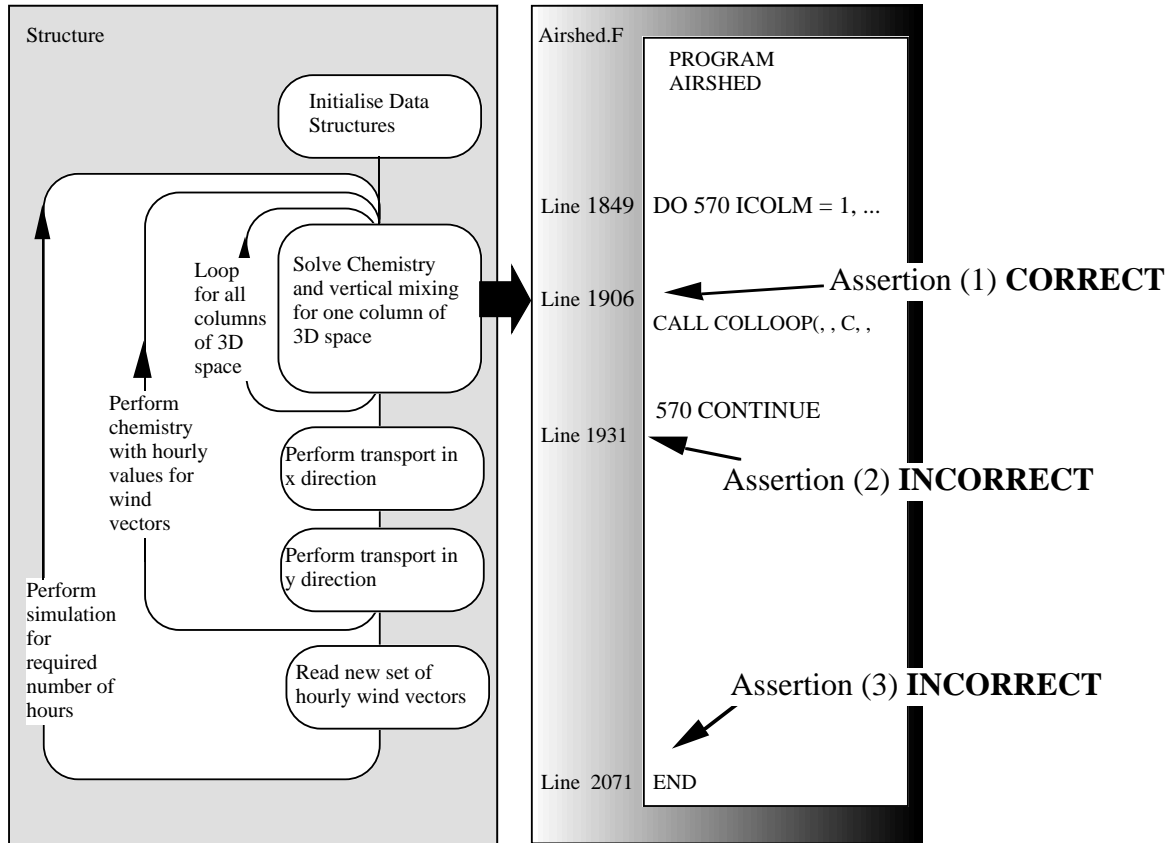 Structure
Initialise Data
Structures
Loop
for all
columns
of 3D
space
Solve Chemistry
and vertical mixing
for one column of
3D space
Perform
chemistry
with hourly
values for
wind
vectors
Perform transport in
x direction
Perform transport in
y direction
Perform
simulation
for
required
number of
hours
Read new set of
hourly wind vectors
Airshed.F
PROGRAM
AIRSHED
Line 1849 DO 570 ICOLM = 1, ...
Assertion (1) CORRECT
Line 1906
CALL COLLOOP(, , C, ,
570 CONTINUE
Line 1931
Assertion (2) INCORRECT
Assertion (3) INCORRECT
Line 2071 END